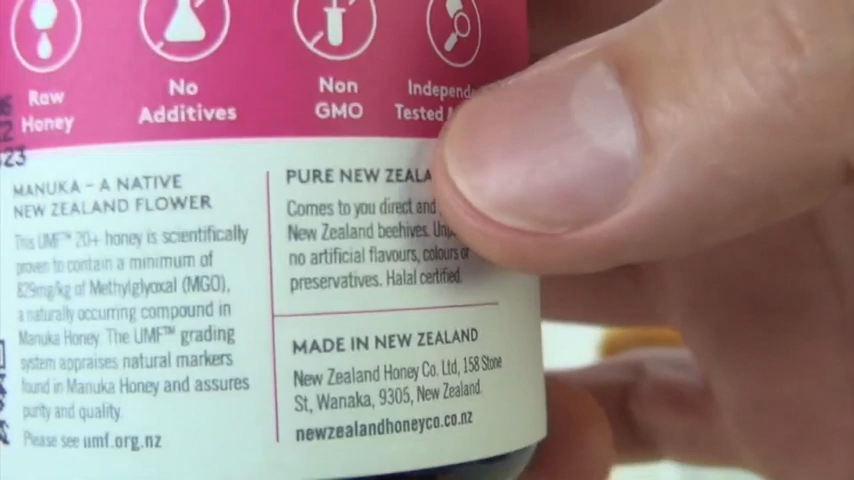 Raw
Honey
No
Additives
Non
GMO
Tested
23
MANUKA – A NATIVE
NEW ZEALAND FLOWER
This UMF™ 20+ honey is scientifically
proven to contain a minimum of
829mg/kg of Methylglyoxal (MGO),
a naturally occurring compound in
Manuka Honey. The UMF™ grading
system appraises natural markers
found in Manuka Honey and assures
purity and quality.
Please see umf.org.nz
PURE NEW
Comes to you direct and
New Zealand beehives.
no artificial flavours, colours or
preservatives. Halal certified.
MADE IN NEW ZEALAND
New Zealand Honey Co. Ltd, 158 Stone
St, Wanaka, 9305, New Zealand.
newzealandhoneyco.co.nz